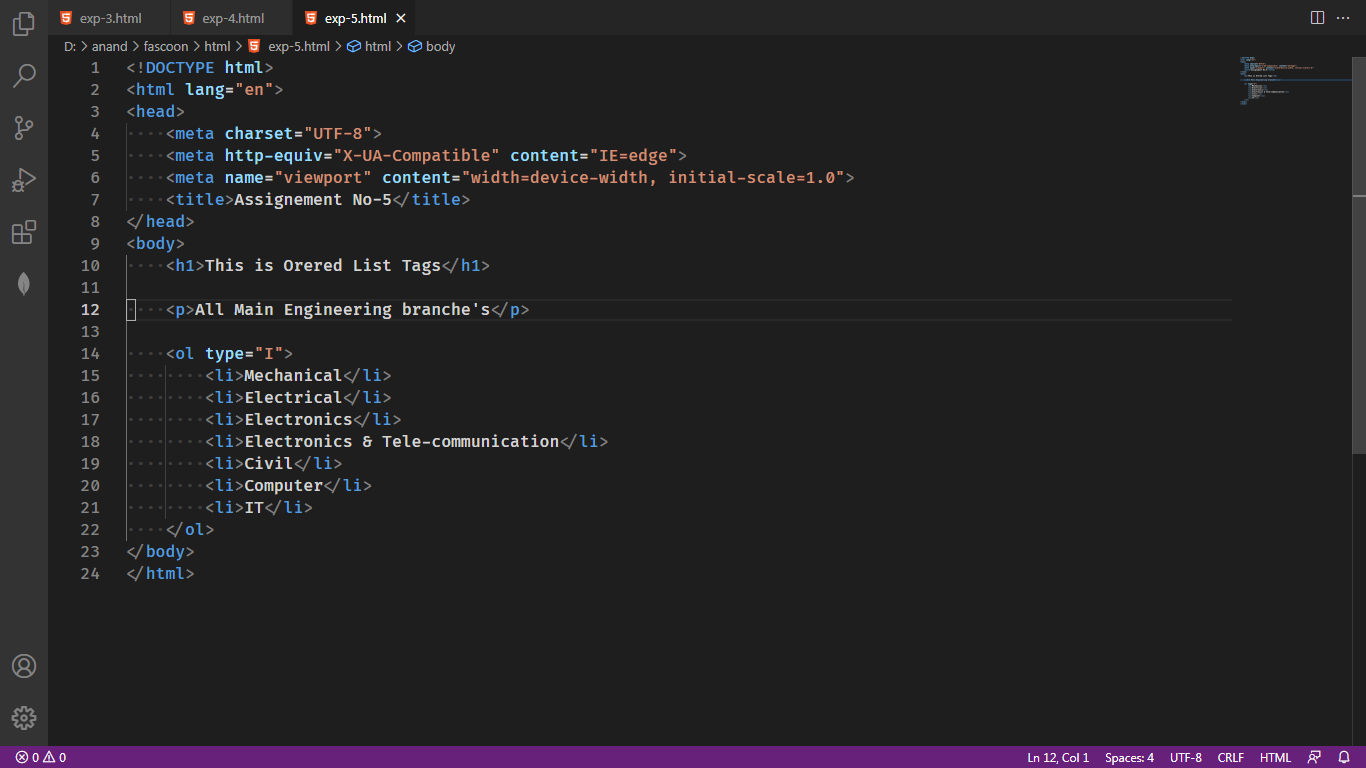 exp-3.html exp-4.html exp-5.html
D: > anand > fascoon > html > exp-5.html > html > body
1 <!DOCTYPE html>
2 <html lang="en">
3 <head>
4 <meta charset="UTF-8">
5 <meta http-equiv="X-UA-Compatible" content="IE=edge">
6 <meta name="viewport" content="width=device-width, initial-scale=1.0">
7 <title>Assignement No-5</title>
8 </head>
9 <body>
10 <h1>This is Orered List Tags</h1>
11
12 <p>All Main Engineering branche's</p>
13
14 <ol type="I">
15 <li>Mechanical</li>
16 <li>Electrical</li>
17 <li>Electronics</li>
18 <li>Electronics & Tele-communication</li>
19 <li>Civil</li>
20 <li>Computer</li>
21 <li>IT</li>
22 </ol>
23 </body>
24 </html>
0 0 Ln 12, Col 1 Spaces: 4 UTF-8 CRLF HTML